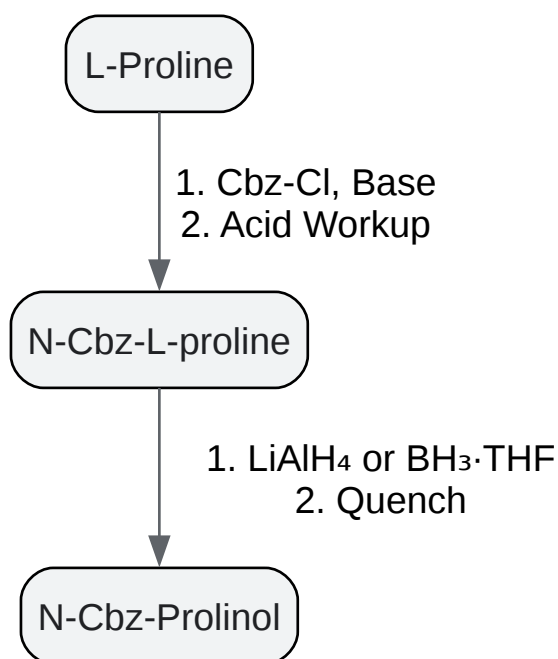 L-Proline
1. Cbz-Cl, Base
2. Acid Workup
N-Cbz-L-proline
1. LiAlH₄ or BH₃·THF
2. Quench
N-Cbz-Prolinol